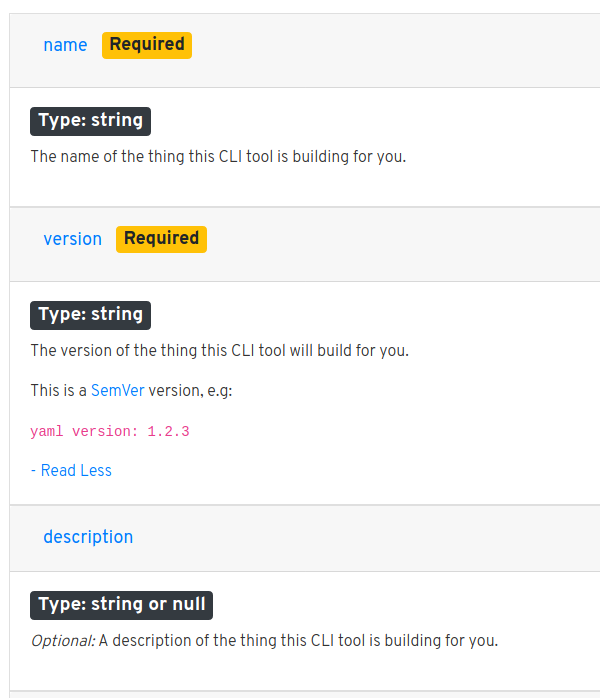 name Required
Type: string
The name of the thing this CLI tool is building for you.
version Required
Type: string
The version of the thing this CLI tool will build for you.
This is a SemVer version, e.g:
yaml version: 1.2.3
- Read Less
description
Type: string or null
Optional: A description of the thing this CLI tool is building for you.